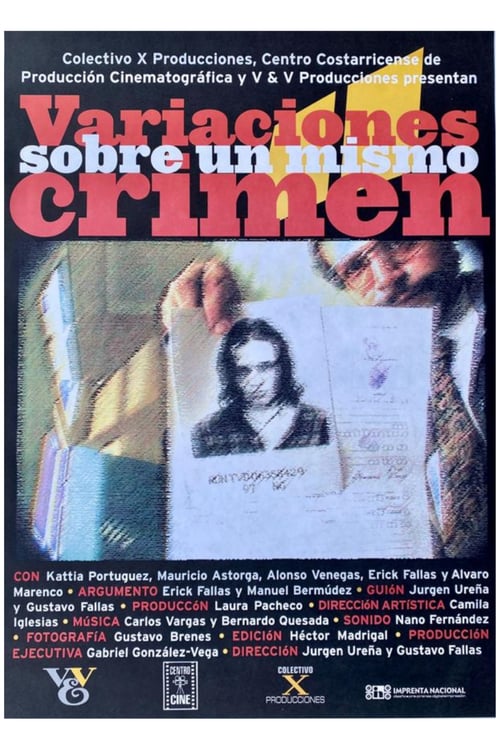 Colectivo X Producciones, Centro Costarricense de
Producción Cinematográfica y V & V Producciones presentan
Variaciones
sobre un mismo
crimen
CON Kattia Portuguez, Mauricio Astorga, Alonso Venegas, Erick Fallas y Alvaro
Marenco • ARGUMENTO Erick Fallas y Manuel Bermúdez • GUIÓN Jurgen Ureña
y Gustavo Fallas • PRODUCCÓN Laura Pacheco • DIRECCIÓN ARTÍSTICA Camila
Iglesias • MÚSICA Carlos Vargas y Bernardo Quesada • SONIDO Nano Fernández
• FOTOGRAFÍA Gustavo Brenes • EDICIÓN Héctor Madrigal • PRODUCCIÓN
EJECUTIVA Gabriel González-Vega • DIRECCIÓN Jurgen Ureña y Gustavo Fallas
V&V
CENTRO
CINE
COLECTIVO
X
PRODUCCIONES
IMPRENTA NACIONAL